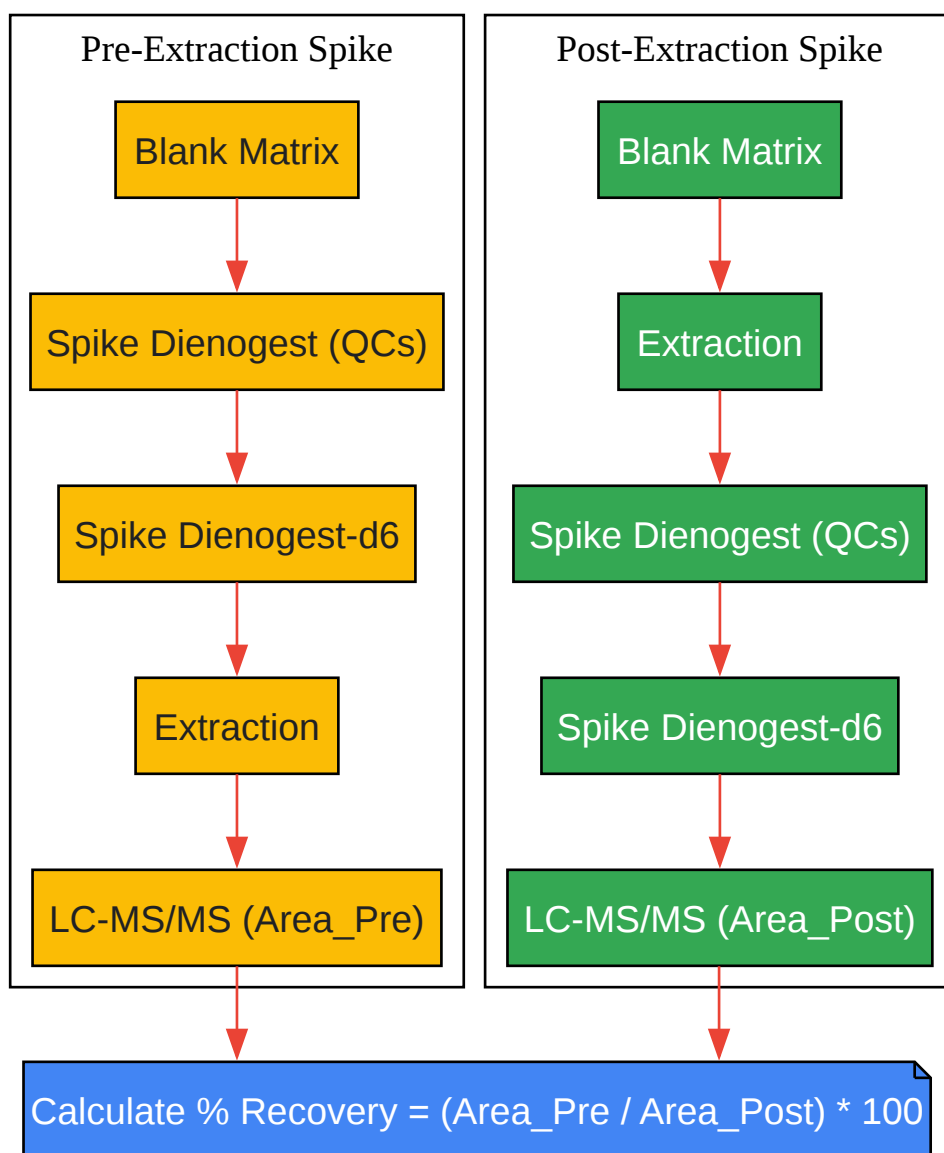 Pre-Extraction Spike
Blank Matrix
Spike Dienogest (QCs)
Spike Dienogest-d6
Extraction
LC-MS/MS (Area_Pre)
Post-Extraction Spike
Blank Matrix
Extraction
Spike Dienogest (QCs)
Spike Dienogest-d6
LC-MS/MS (Area_Post)
Calculate % Recovery = (Area_Pre / Area_Post) * 100